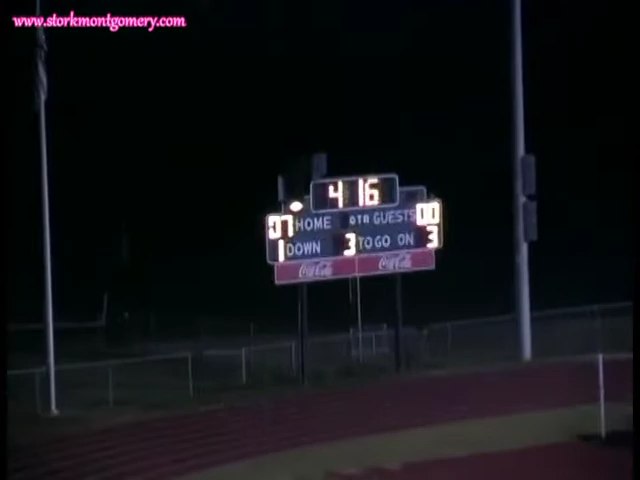 www.storkmontgomery.com
4 16
07 HOME QTR GUESTS 00
1 DOWN 3 TO GO ON 3
Coca-Cola Coca-Cola